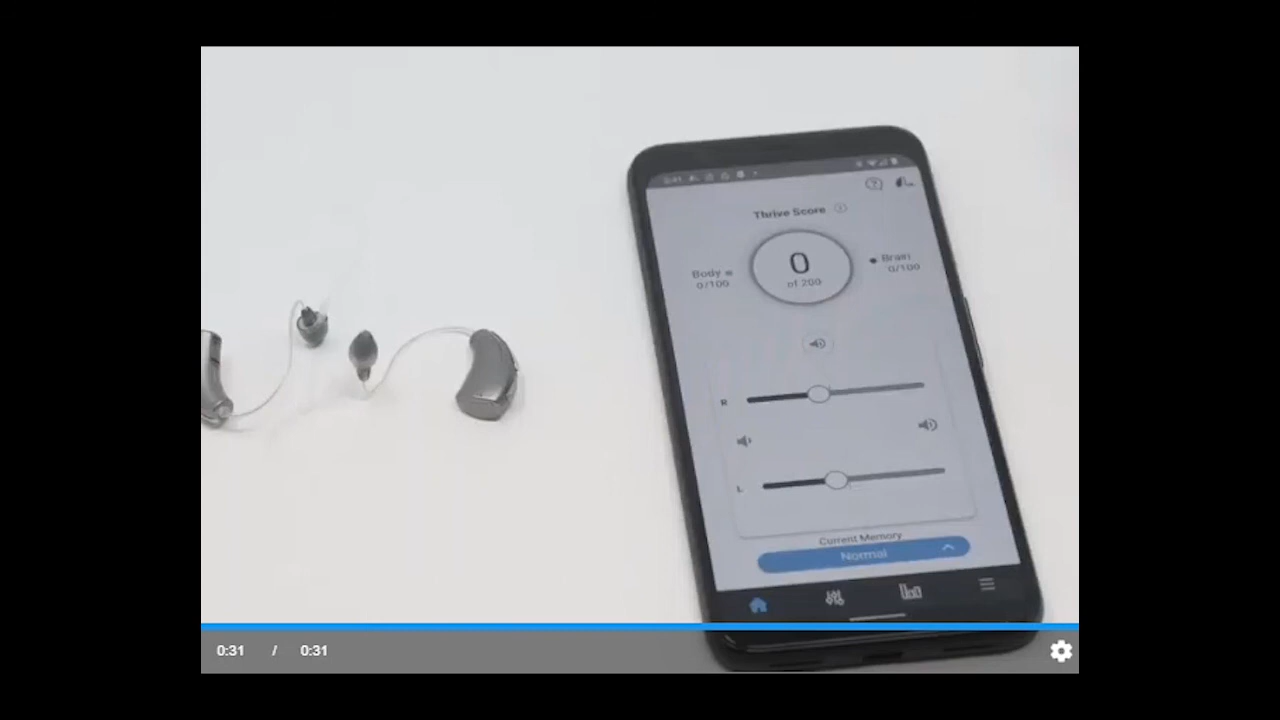 Thrive Score
0
of 200
Body
0/100
Brain
0/100
R
L
Current Memory
Normal
0:31 / 0:31